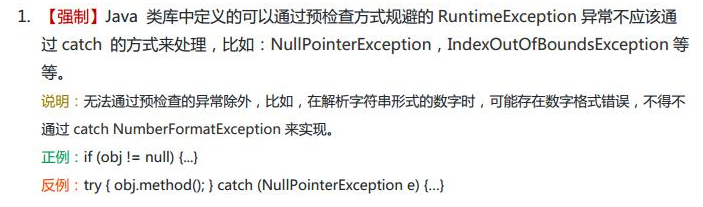 1. 【强制】Java 类库中定义的可以通过预检查方式规避的 RuntimeException 异常不应该通
过 catch 的方式来处理，比如：NullPointerException，IndexOutOfBoundsException 等
等。
说明：无法通过预检查的异常除外，比如，在解析字符串形式的数字时，可能存在数字格式错误，不得不
通过 catch NumberFormatException 来实现。
正例：if (obj != null) {...}
反例：try { obj.method(); } catch (NullPointerException e) {…}